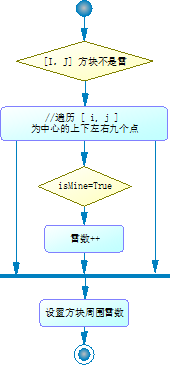 [I, J] 方块不是雷
//遍历 [ i, j ]
为中心的上下左右九个点
isMine=True
雷数++
设置方块周围雷数